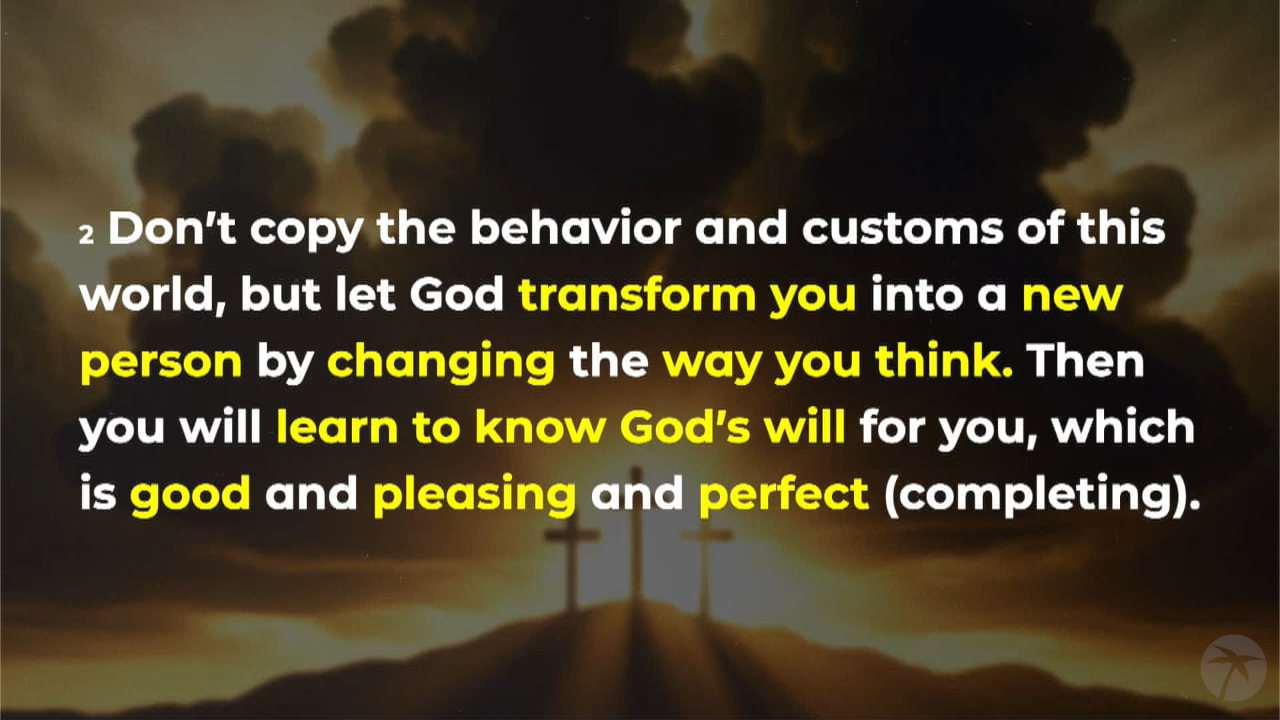 2 Don’t copy the behavior and customs of this
world, but let God transform you into a new
person by changing the way you think. Then
you will learn to know God’s will for you, which
is good and pleasing and perfect (completing).